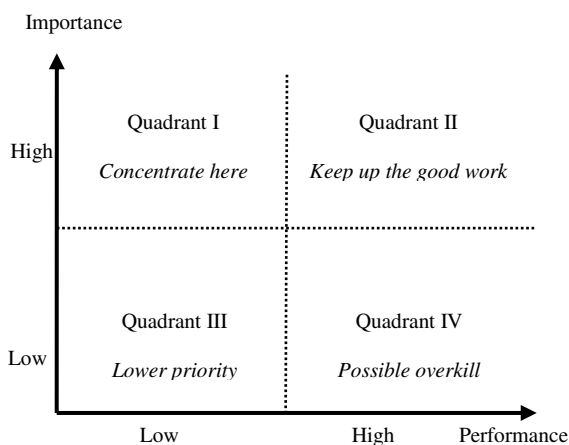 Importance
Quadrant I
Quadrant II
High
Concentrate here
Keep up the good work
Quadrant III
Quadrant IV
Low
Lower priority
Possible overkill
Low
High
Performance